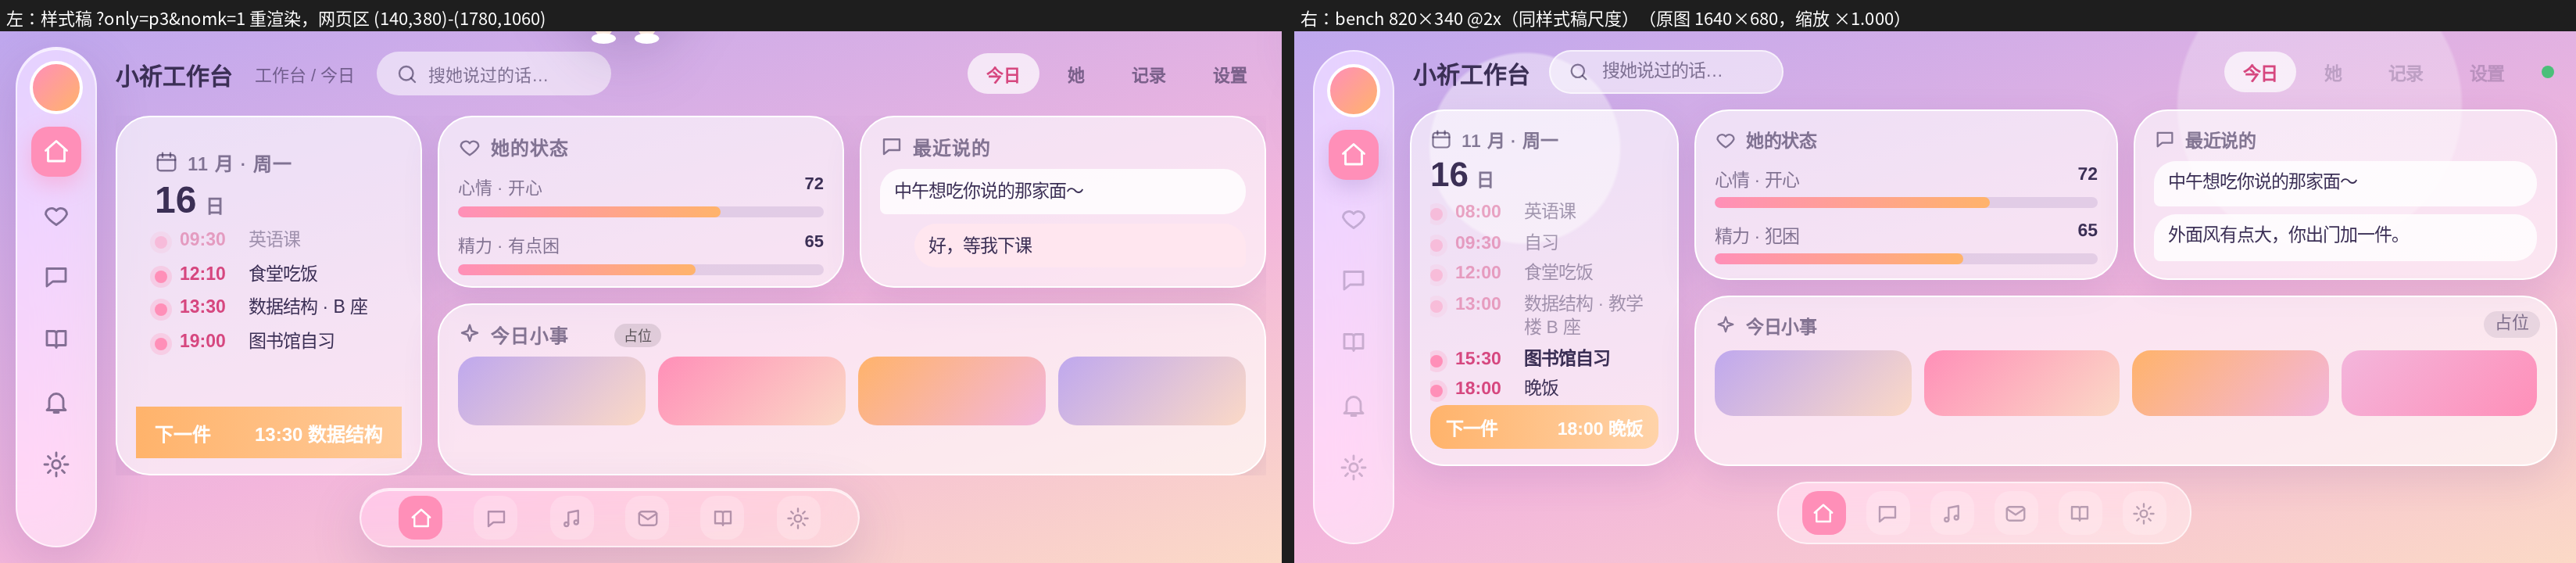 左：样式稿 ?only=p3&nomk=1 重渲染，网页区 (140,380)-(1780,1060)
小祈工作台
工作台 / 今日
搜她说过的话…
今日
她
记录
设置
11 月 · 周一
16 日
09:30 英语课
12:10 食堂吃饭
13:30 数据结构 · B 座
19:00 图书馆自习
下一件 13:30 数据结构
她的状态
心情 · 开心 72
精力 · 有点困 65
最近说的
中午想吃你说的那家面～
好，等我下课
今日小事 占位
右：bench 820×340 @2x（同样式稿尺度）（原图 1640×680，缩放 ×1.000）
小祈工作台
搜她说过的话…
今日
她
记录
设置
11 月 · 周一
16 日
08:00 英语课
09:30 自习
12:00 食堂吃饭
13:00 数据结构 · 教学
楼 B 座
15:30 图书馆自习
18:00 晚饭
下一件 18:00 晚饭
她的状态
心情 · 开心 72
精力 · 犯困 65
最近说的
中午想吃你说的那家面～
外面风有点大，你出门加一件。
今日小事 占位